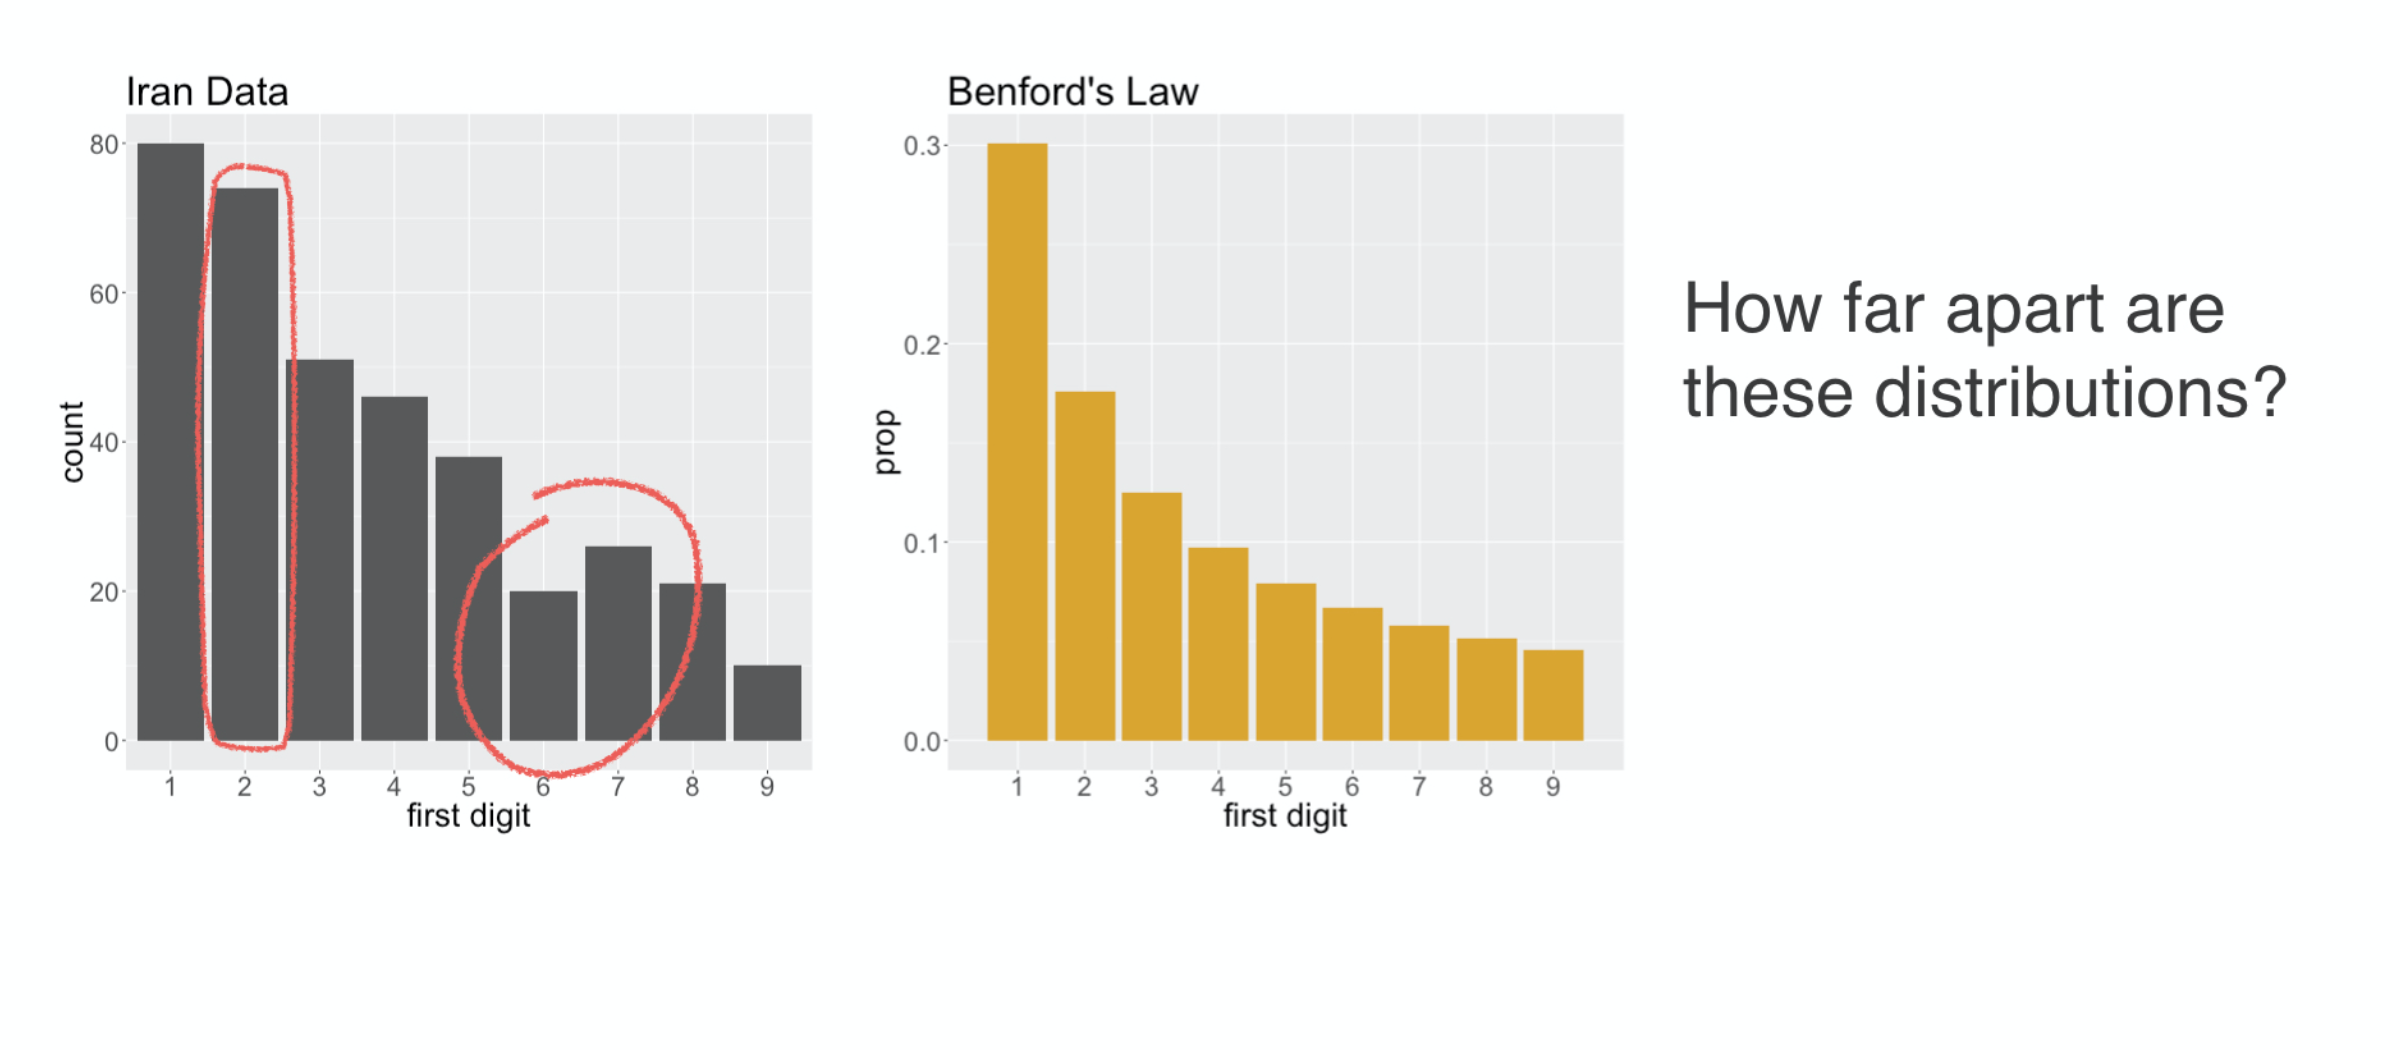 Iran Data
80
60
40
20
0
count
1 2 3 4 5 6 7 8 9
first digit
Benford's Law
0.3
0.2
0.1
0.0
prop
1 2 3 4 5 6 7 8 9
first digit
How far apart are
these distributions?